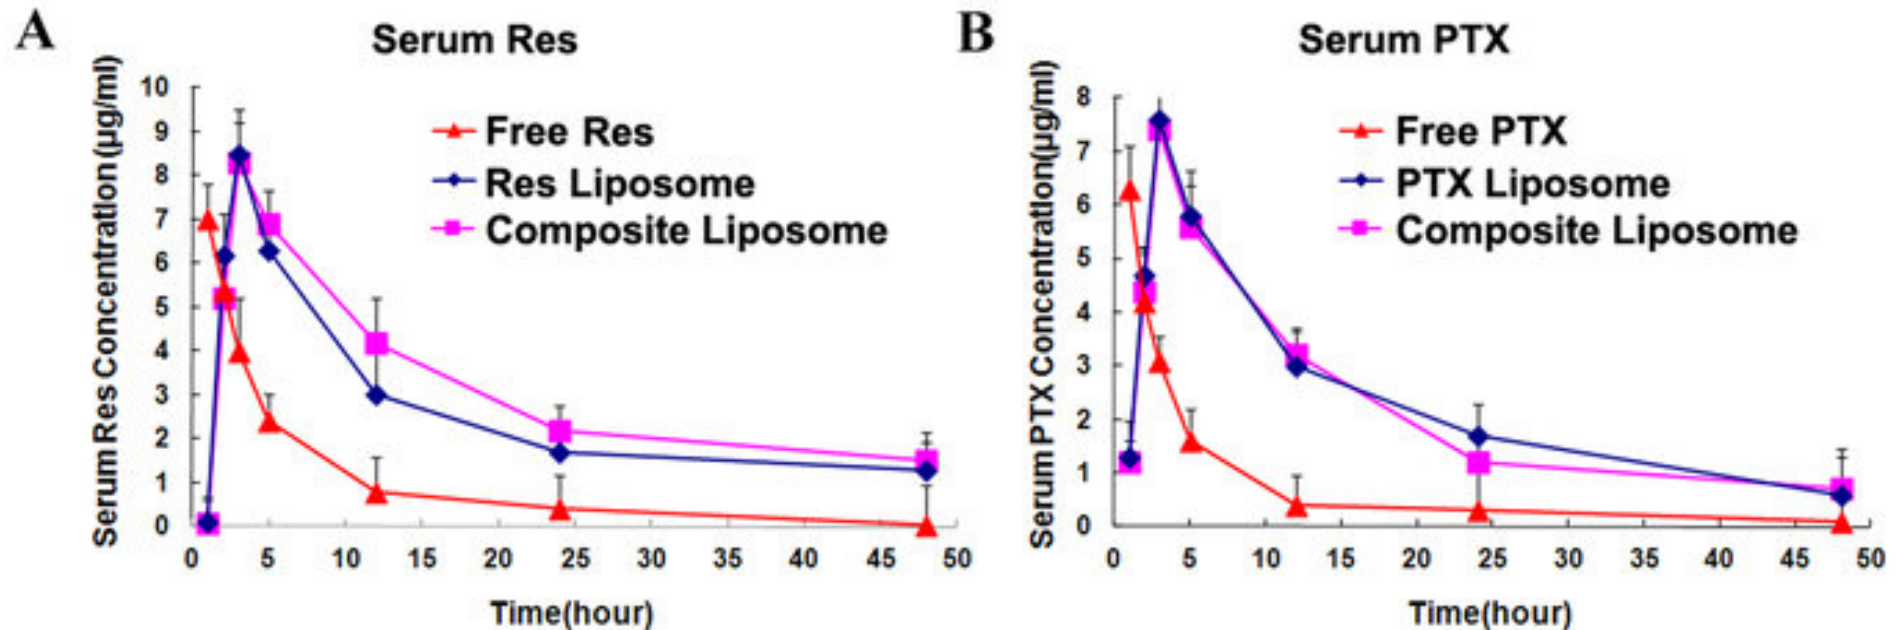 A
Serum Res
Serum Res Concentration (µg/ml)
10
9
8
7
6
5
4
3
2
1
0
Free Res
Res Liposome
Composite Liposome
0 5 10 15 20 25 30 35 40 45 50
Time(hour)
B
Serum PTX
Serum PTX Concentration(µg/ml)
8
7
6
5
4
3
2
1
0
Free PTX
PTX Liposome
Composite Liposome
0 5 10 15 20 25 30 35 40 45 50
Time(hour)